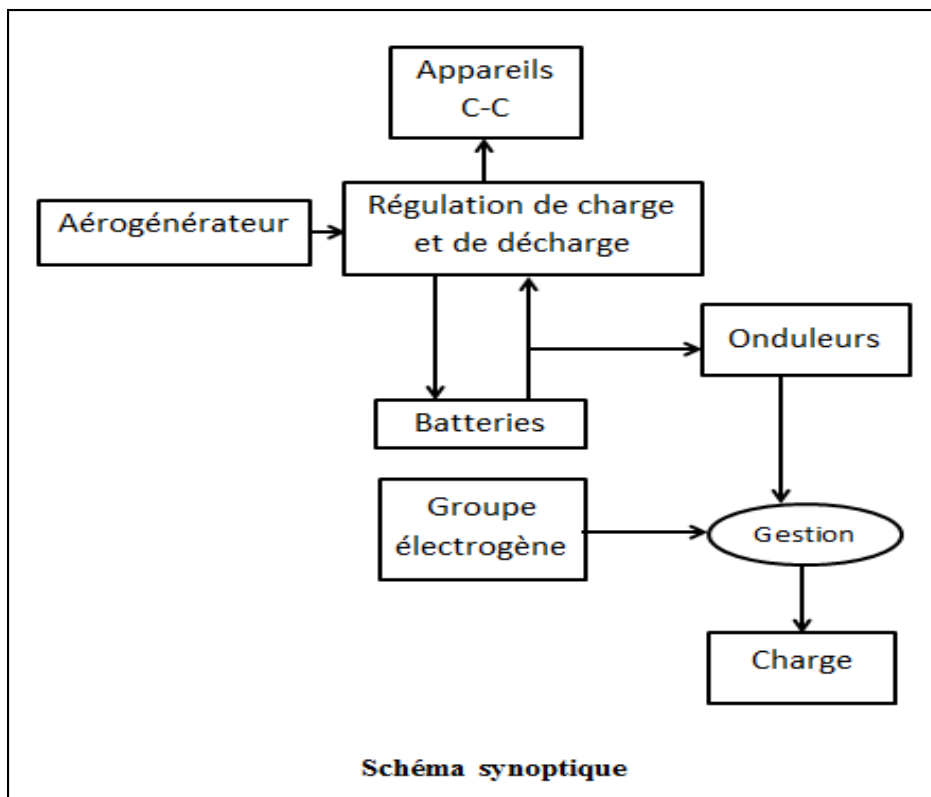 Appareils
C-C
Aérogénérateur
Régulation de charge
et de décharge
Onduleurs
Batteries
Groupe
électrogène
Gestion
Charge
Schéma synoptique